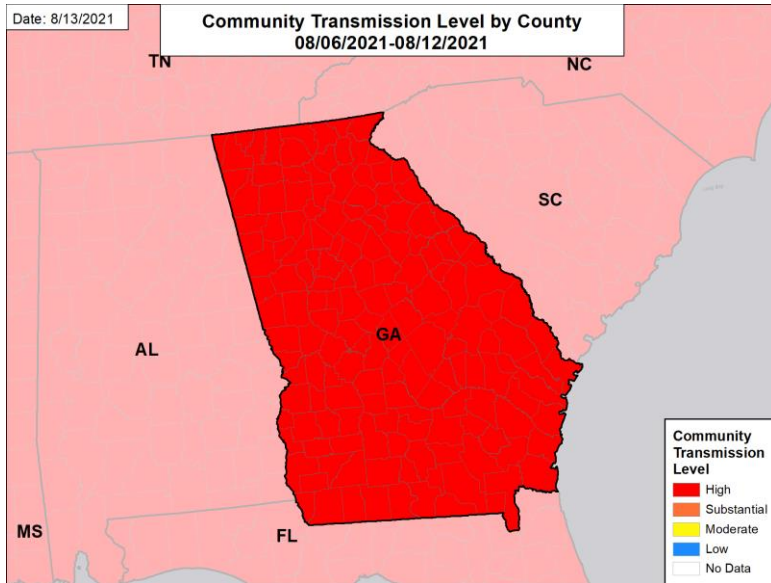 Date: 8/13/2021
Community Transmission Level by County
08/06/2021-08/12/2021
TN
NC
SC
AL
GA
MS
FL
Community
Transmission
Level
High
Substantial
Moderate
Low
No Data